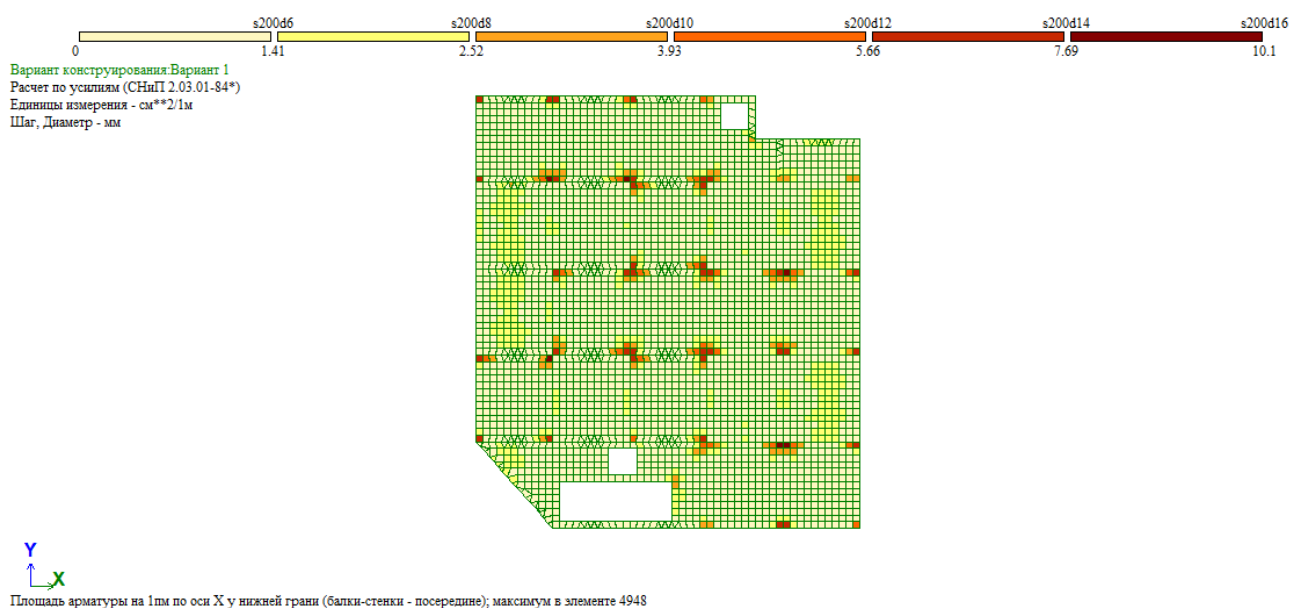 s200d6 s200d8 s200d10 s200d12 s200d14 s200d16
0 1.41 2.52 3.93 5.66 7.69 10.1
Вариант конструирования:Вариант 1
Расчет по усилиям (СНиП 2.03.01-84*)
Единицы измерения - см**2/1м
Шаг, Диаметр - мм
Y
X
Площадь арматуры на 1пм по оси X у нижней грани (балки-стенки - посередине); максимум в элементе 4948